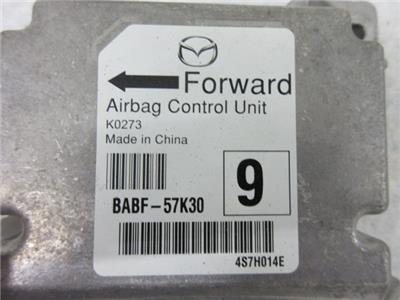 Forward
Airbag Control Unit
K0273
Made in China
BABF-57K30
9
4S7H014E